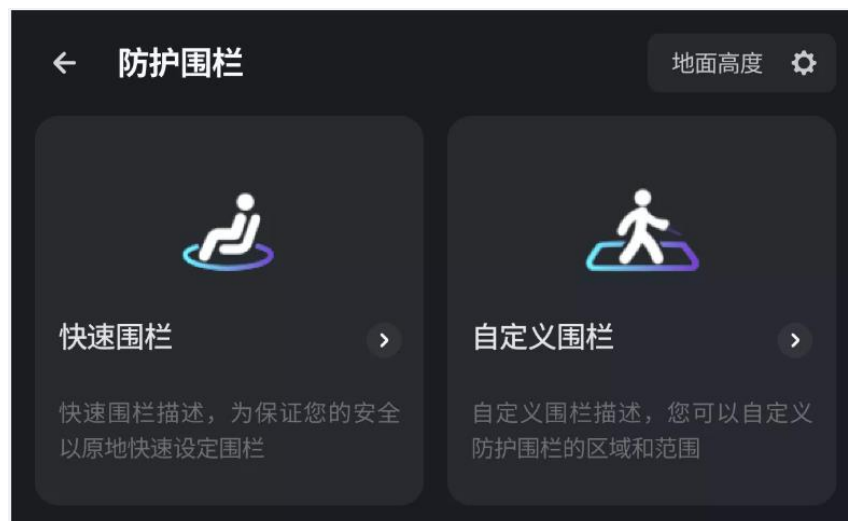 防护围栏
地面高度
快速围栏
快速围栏描述，为保证您的安全
以原地快速设定围栏
自定义围栏
自定义围栏描述，您可以自定义
防护围栏的区域和范围